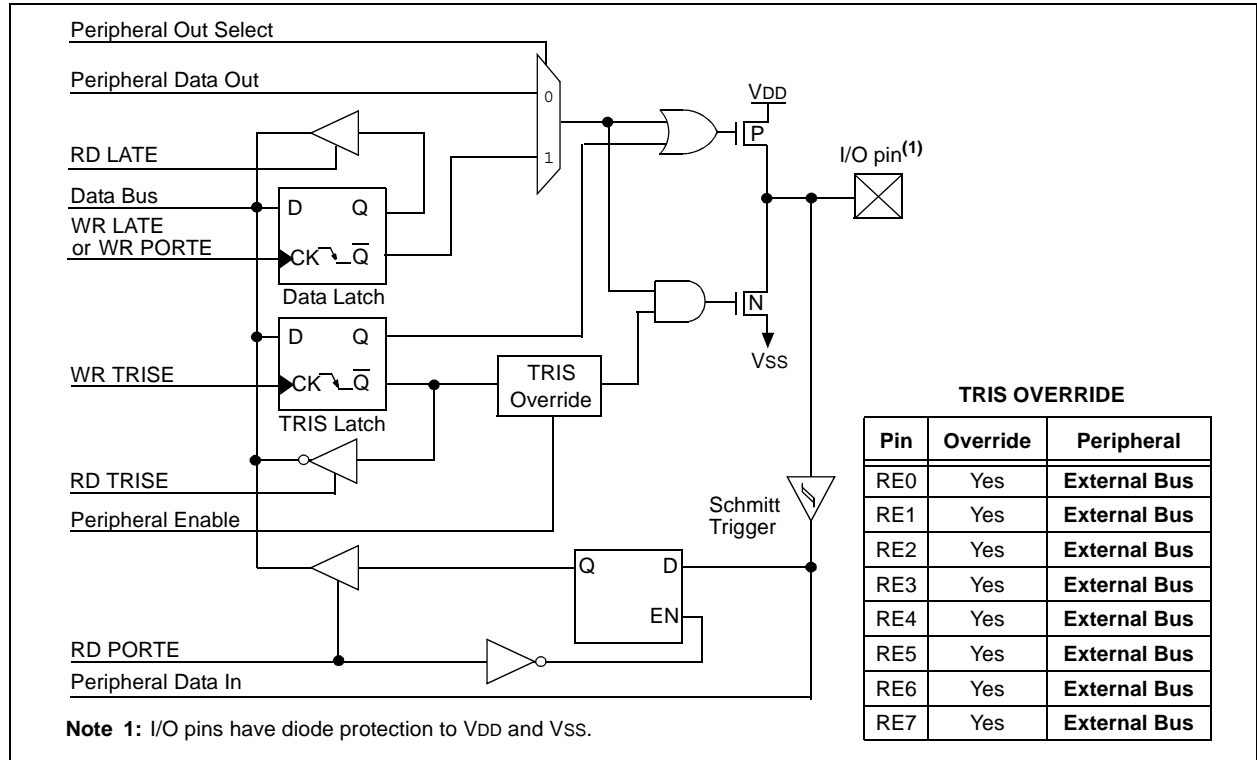 Peripheral Out Select
Peripheral Data Out
0
1
VDD
P
I/O pin(1)
RD LATE
Data Bus
WR LATE
or WR PORTE
D Q
CK Q
Data Latch
N
VSS
D Q
CK Q
TRIS Latch
WR TRISE
TRIS
Override
RD TRISE
Peripheral Enable
Schmitt
Trigger
Q D
EN
RD PORTE
Peripheral Data In
Note 1: I/O pins have diode protection to VDD and VSS.
TRIS OVERRIDE
Pin Override Peripheral
RE0 Yes External Bus
RE1 Yes External Bus
RE2 Yes External Bus
RE3 Yes External Bus
RE4 Yes External Bus
RE5 Yes External Bus
RE6 Yes External Bus
RE7 Yes External Bus